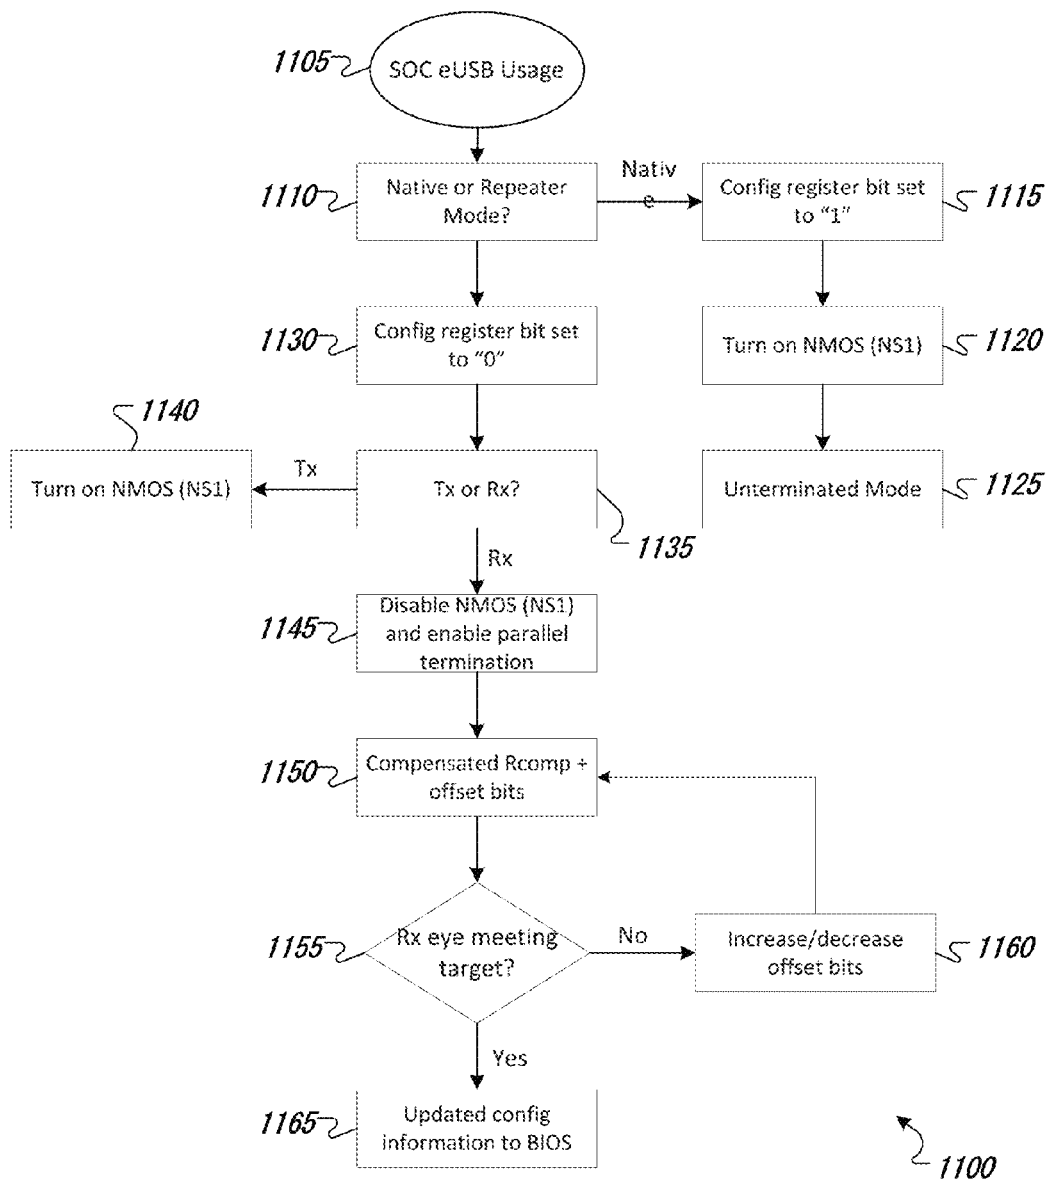 1105
SOC eUSB Usage
1110
Native or Repeater
Mode?
Nativ
e
Config register bit set
to "1"
1115
1130
Config register bit set
to "0"
Turn on NMOS (NS1)
1120
1140
Turn on NMOS (NS1)
Tx
Tx or Rx?
1135
Unterminated Mode
1125
Rx
1145
Disable NMOS (NS1)
and enable parallel
termination
1150
Compensated Rcomp +
offset bits
1155
Rx eye meeting
target?
No
Increase/decrease
offset bits
1160
Yes
1165
Updated config
information to BIOS
1100